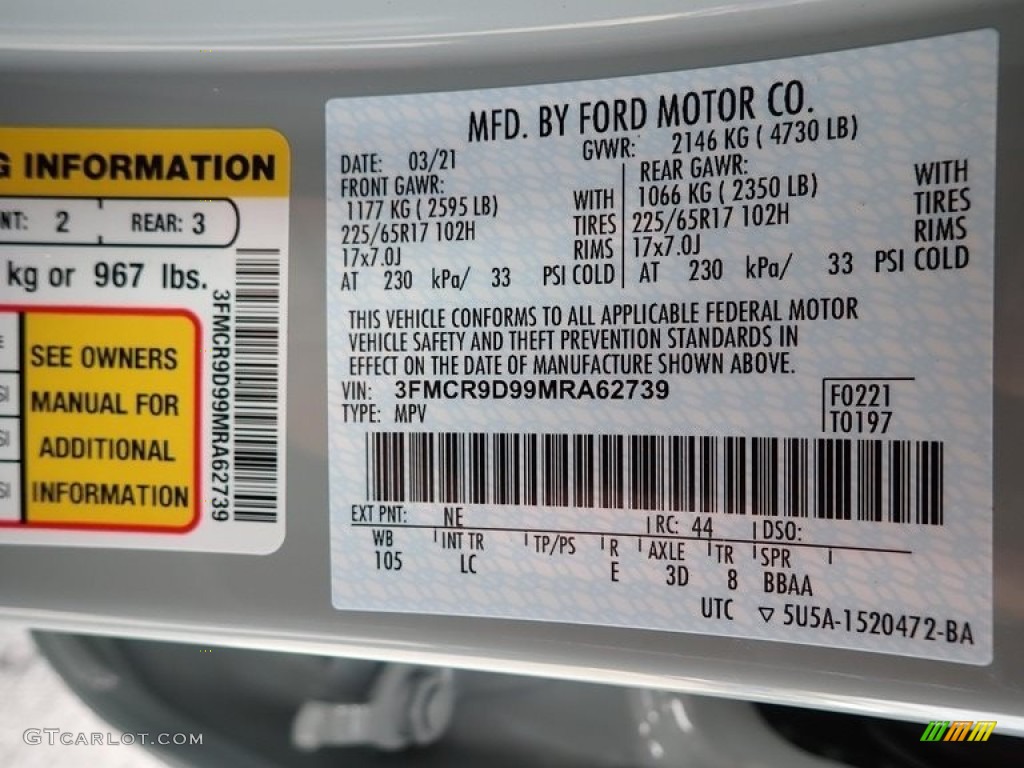 G INFORMATION
NT: 2 REAR: 3
kg or 967 lbs.
SEE OWNERS
MANUAL FOR
ADDITIONAL
INFORMATION
3FMCR9D99MRA62739
MFD. BY FORD MOTOR CO.
DATE: 03/21 GVWR: 2146 KG ( 4730 LB)
FRONT GAWR: REAR GAWR:
1177 KG ( 2595 LB) WITH 1066 KG ( 2350 LB) WITH
225/65R17 102H TIRES 225/65R17 102H TIRES
17x7.0J RIMS 17x7.0J RIMS
AT 230 kPa/ 33 PSI COLD AT 230 kPa/ 33 PSI COLD
THIS VEHICLE CONFORMS TO ALL APPLICABLE FEDERAL MOTOR
VEHICLE SAFETY AND THEFT PREVENTION STANDARDS IN
EFFECT ON THE DATE OF MANUFACTURE SHOWN ABOVE.
VIN: 3FMCR9D99MRA62739 F0221
TYPE: MPV T0197
EXT PNT: NE RC: 44 DSO:
WB INT TR TP/PS R AXLE TR SPR
105 LC E 3D 8 BBAA
UTC ▽ 5U5A-1520472-BA
GTCARLOT.COM